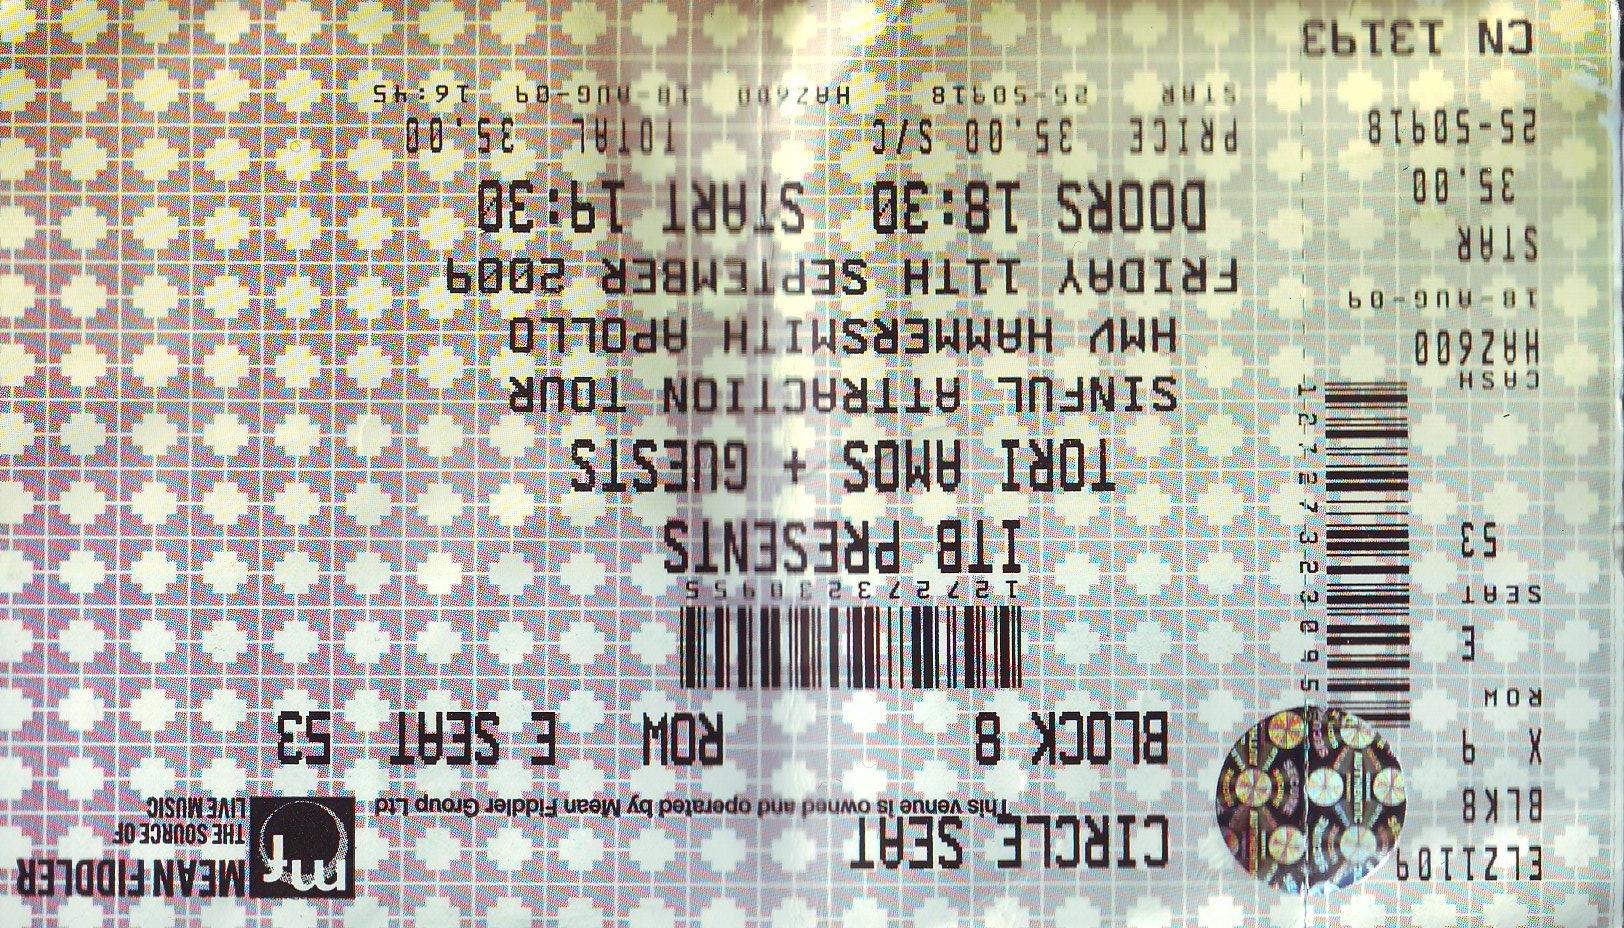 ELZ1109
BLK8
X 9
ROW
E
SEAT
53
CASH
HAZ600
18-AUG-09
STAR
35.00
25-50918
CN 13193
CIRCLE SEAT
This venue is owned and operated by Mean Fiddler Group Ltd
mf
MEAN FIDDLER
THE SOURCE OF
LIVE MUSIC
BLOCK 8 ROW E SEAT 53
127273230955
ITB PRESENTS
TORI AMOS + GUESTS
SINFUL ATTRACTION TOUR
HMV HAMMERSMITH APOLLO
FRIDAY 11TH SEPTEMBER 2009
DOORS 18:30 START 19:30
PRICE 35.00 S/C TOTAL 35.00
STAR 25-50918 HAZ600 18-AUG-09 16:45